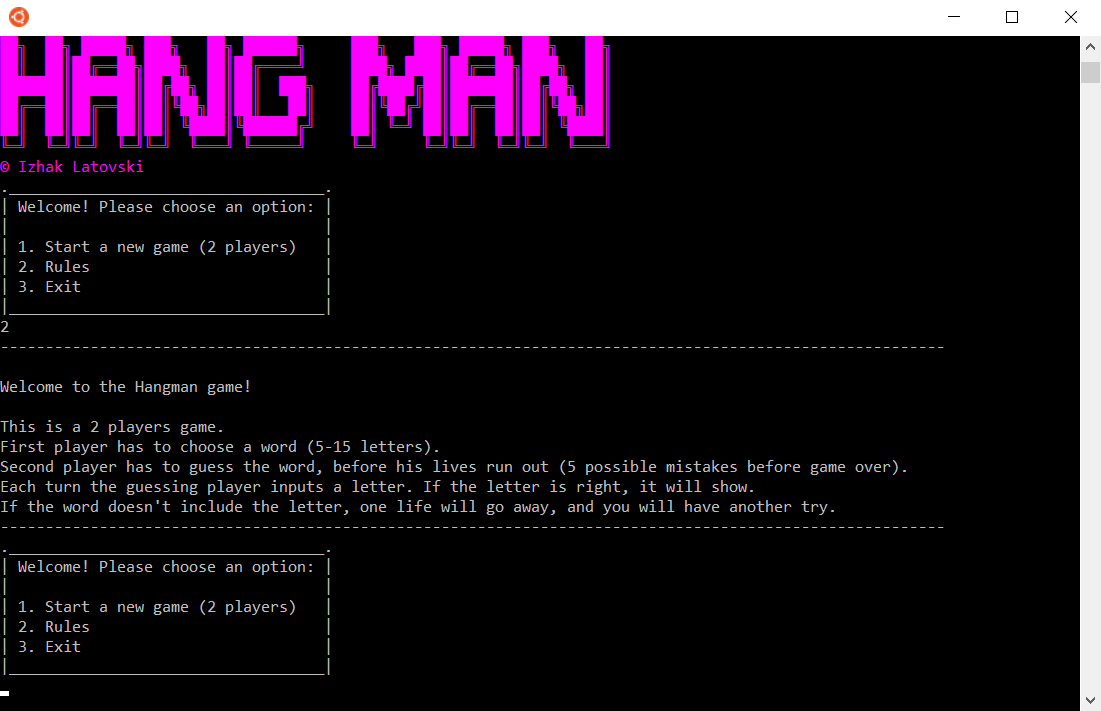 HANG MAN
© Izhak Latovski
.___________________________________.
| Welcome! Please choose an option: |
|                                   |
| 1. Start a new game (2 players)   |
| 2. Rules                          |
| 3. Exit                           |
|___________________________________|
2
---------------------------------------------------------------------------------------------------------
Welcome to the Hangman game!
This is a 2 players game.
First player has to choose a word (5-15 letters).
Second player has to guess the word, before his lives run out (5 possible mistakes before game over).
Each turn the guessing player inputs a letter. If the letter is right, it will show.
If the word doesn't include the letter, one life will go away, and you will have another try.
---------------------------------------------------------------------------------------------------------
.___________________________________.
| Welcome! Please choose an option: |
|                                   |
| 1. Start a new game (2 players)   |
| 2. Rules                          |
| 3. Exit                           |
|___________________________________|